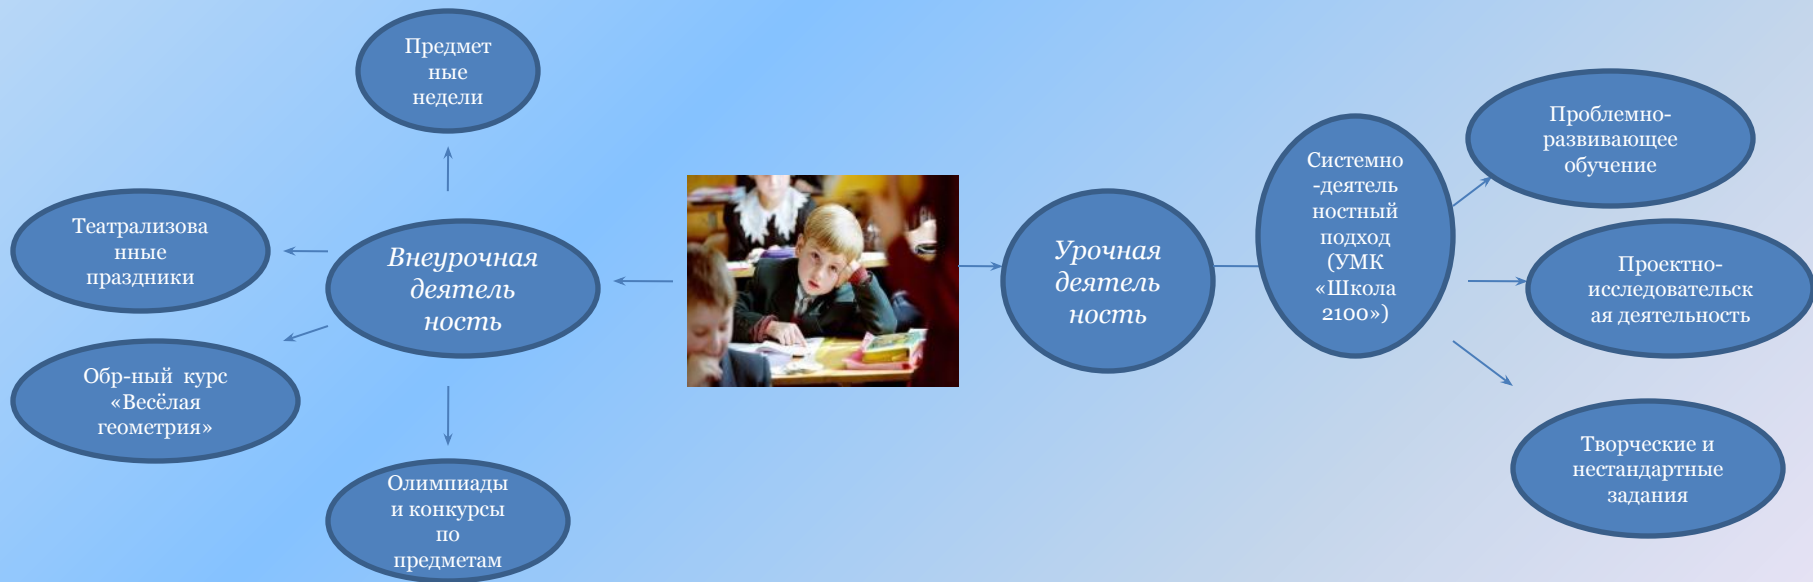 Предмет
ные
недели
Театрализова
нные
праздники
Внеурочная
деятель
ность
Обр-ный курс
«Весёлая
геометрия»
Олимпиады
и конкурсы
по
предметам
Урочная
деятель
ность
Системно
-деятель
ностный
подход
(УМК
«Школа
2100»)
Проблемно-
развивающее
обучение
Проектно-
исследовательск
ая деятельность
Творческие и
нестандартные
задания